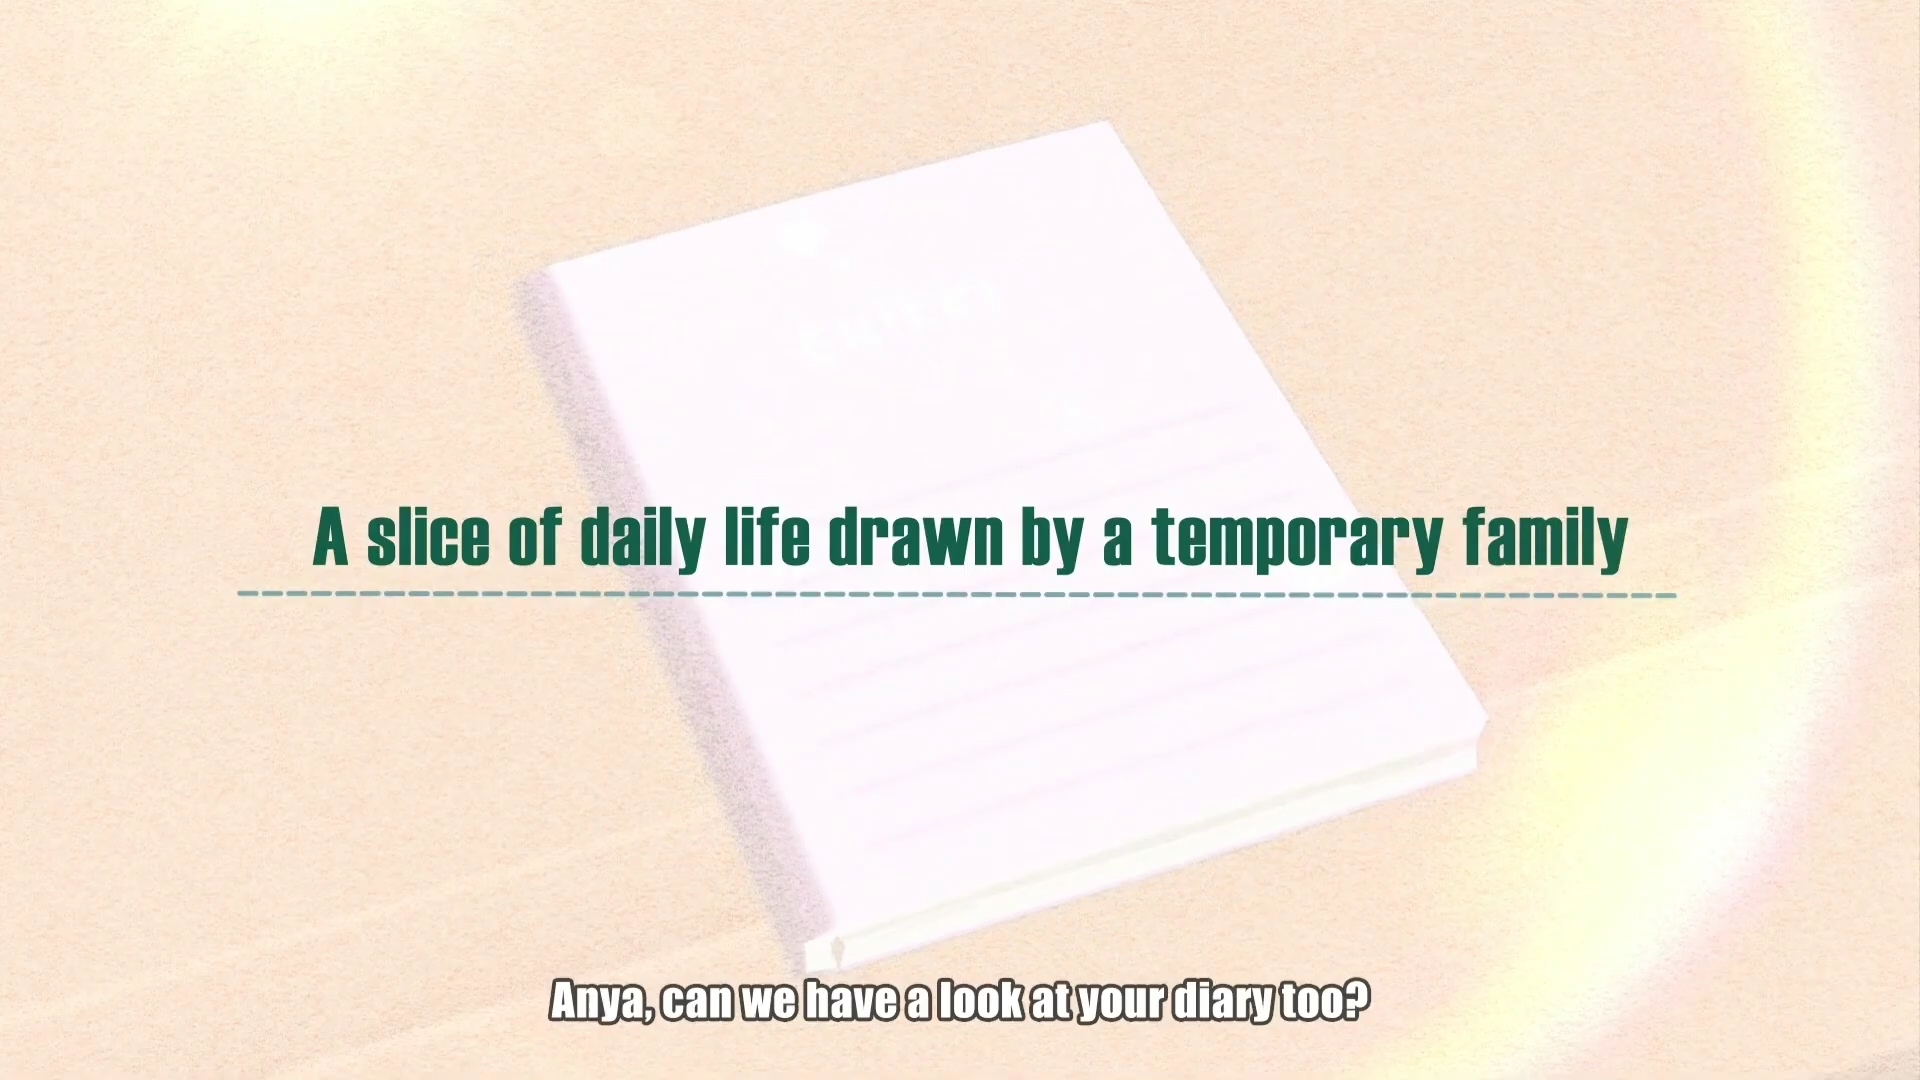 A slice of daily life drawn by a temporary family
Anya, can we have a look at your diary too?